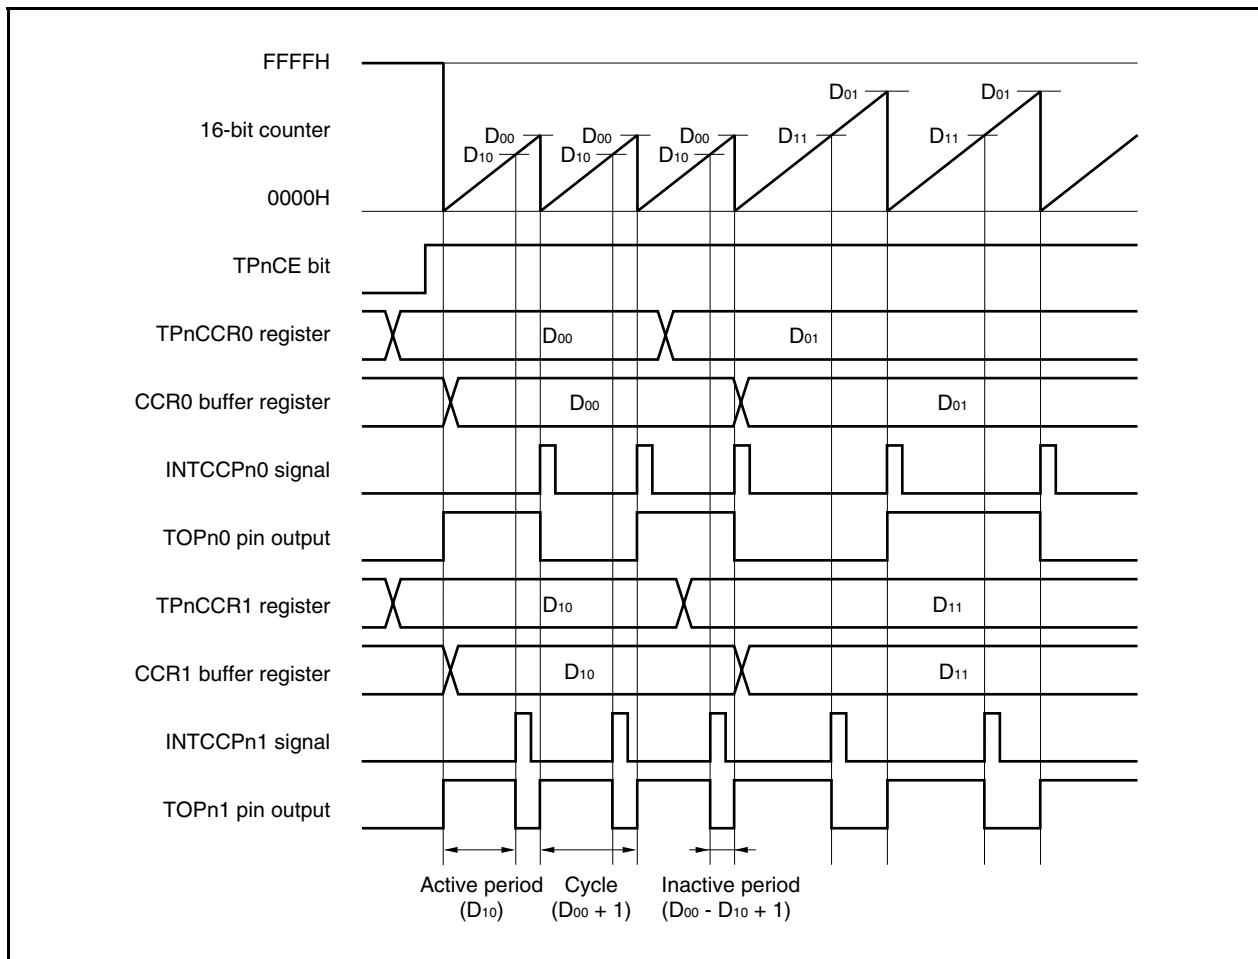 FFFFH
D01 D01
16-bit counter D00 D00 D00 D11 D11
D10 D10 D10
0000H
TPnCE bit
TPnCCR0 register D00 D01
CCR0 buffer register D00 D01
INTCCPn0 signal
TOPn0 pin output
TPnCCR1 register D10 D11
CCR1 buffer register D10 D11
INTCCPn1 signal
TOPn1 pin output
Active period Cycle Inactive period
(D10) (D00 + 1) (D00 - D10 + 1)